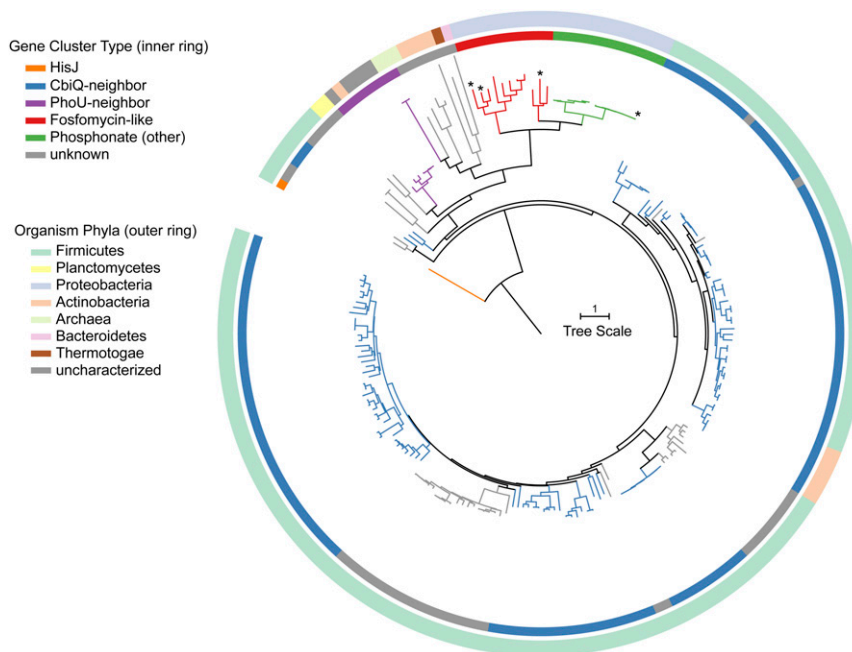 Gene Cluster Type (inner ring)
HisJ
CbiQ-neighbor
PhoU-neighbor
Fosfomycin-like
Phosphonate (other)
unknown
Organism Phyla (outer ring)
Firmicutes
Planctomycetes
Proteobacteria
Actinobacteria
Archaea
Bacteroidetes
Thermotogae
uncharacterized
* * * *
1
Tree Scale